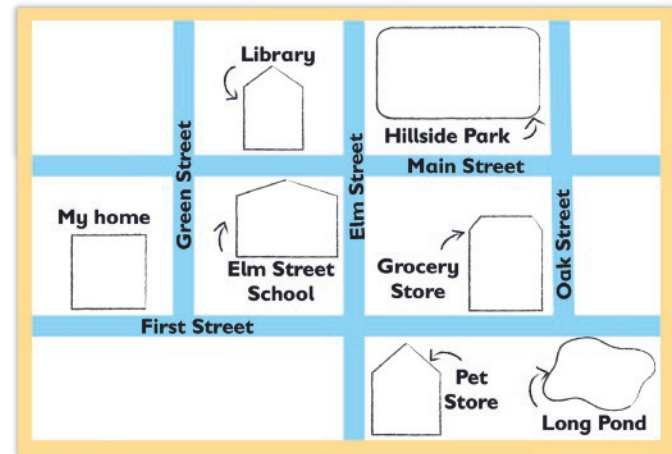 Library
Hillside Park
Green Street
Elm Street
Main Street
Oak Street
My home
Elm Street
School
Grocery
Store
First Street
Pet
Store
Long Pond